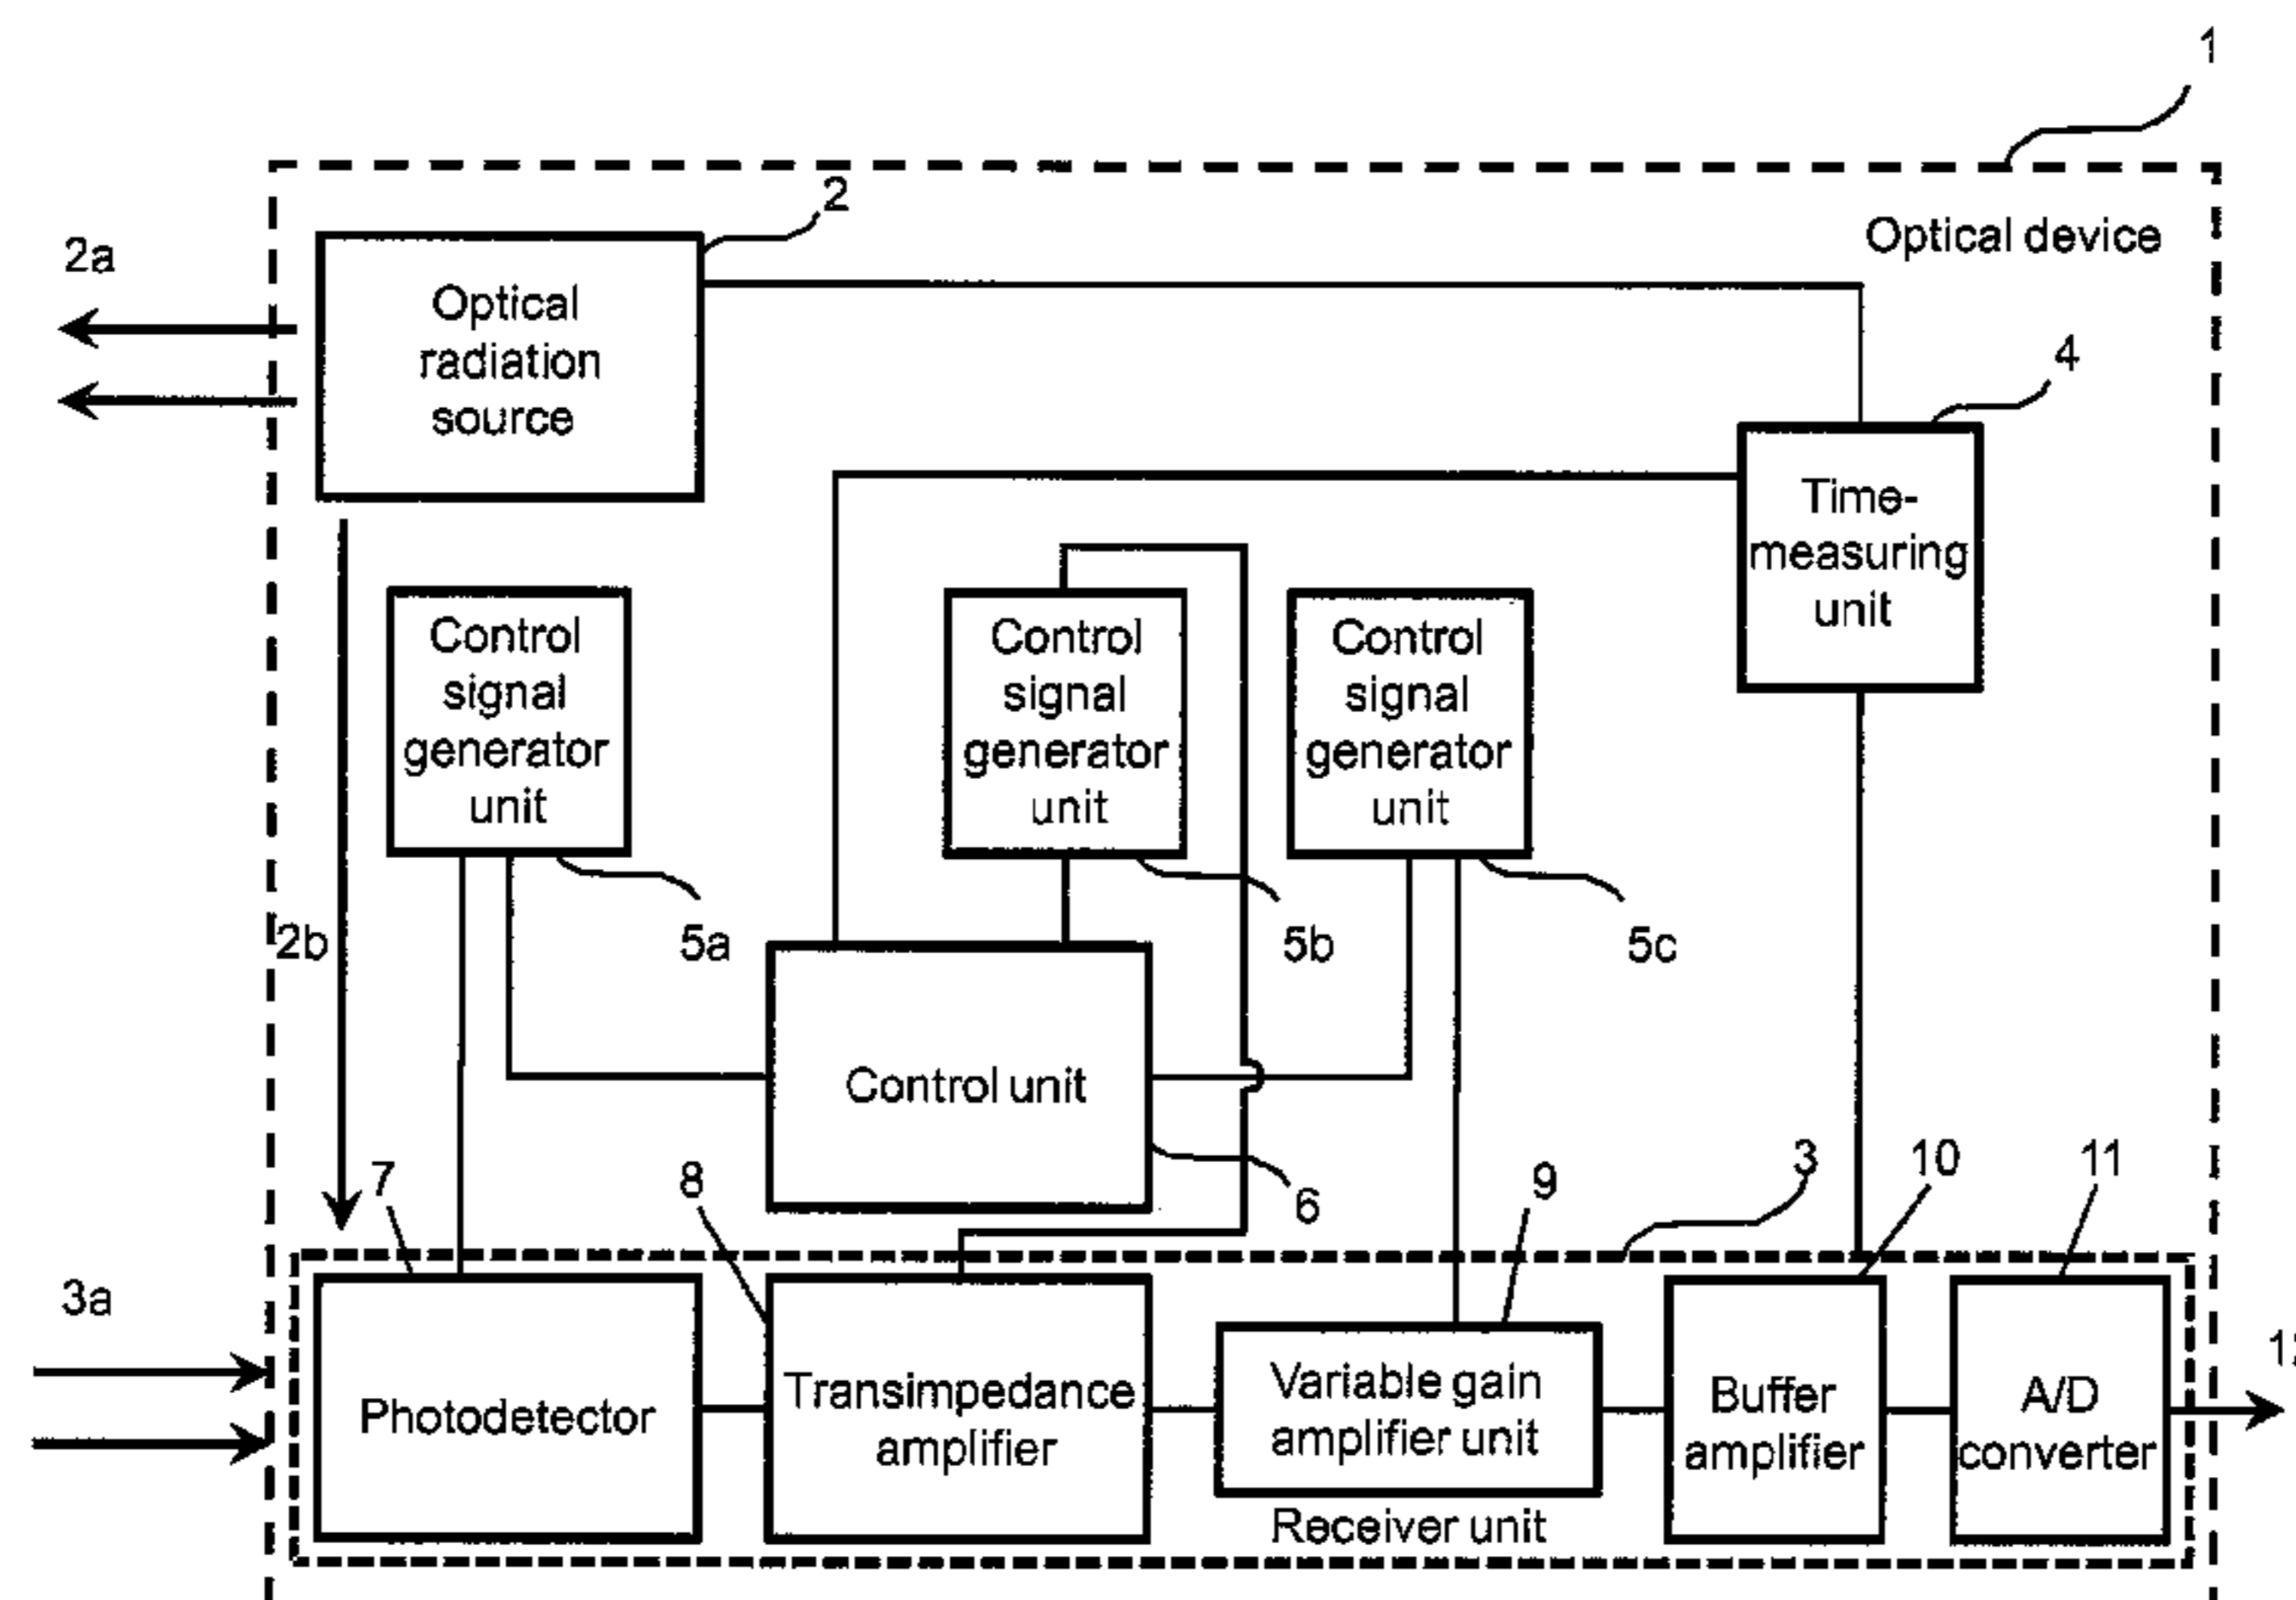 1
Optical device
2
2a
Optical
radiation
source
4
Time-
measuring
unit
Control
signal
generator
unit
Control
signal
generator
unit
Control
signal
generator
unit
2b
5a
5b
5c
Control unit
6
7
8
9
3
10
11
3a
Photodetector
Transimpedance
amplifier
Variable gain
amplifier unit
Buffer
amplifier
A/D
converter
Receiver unit